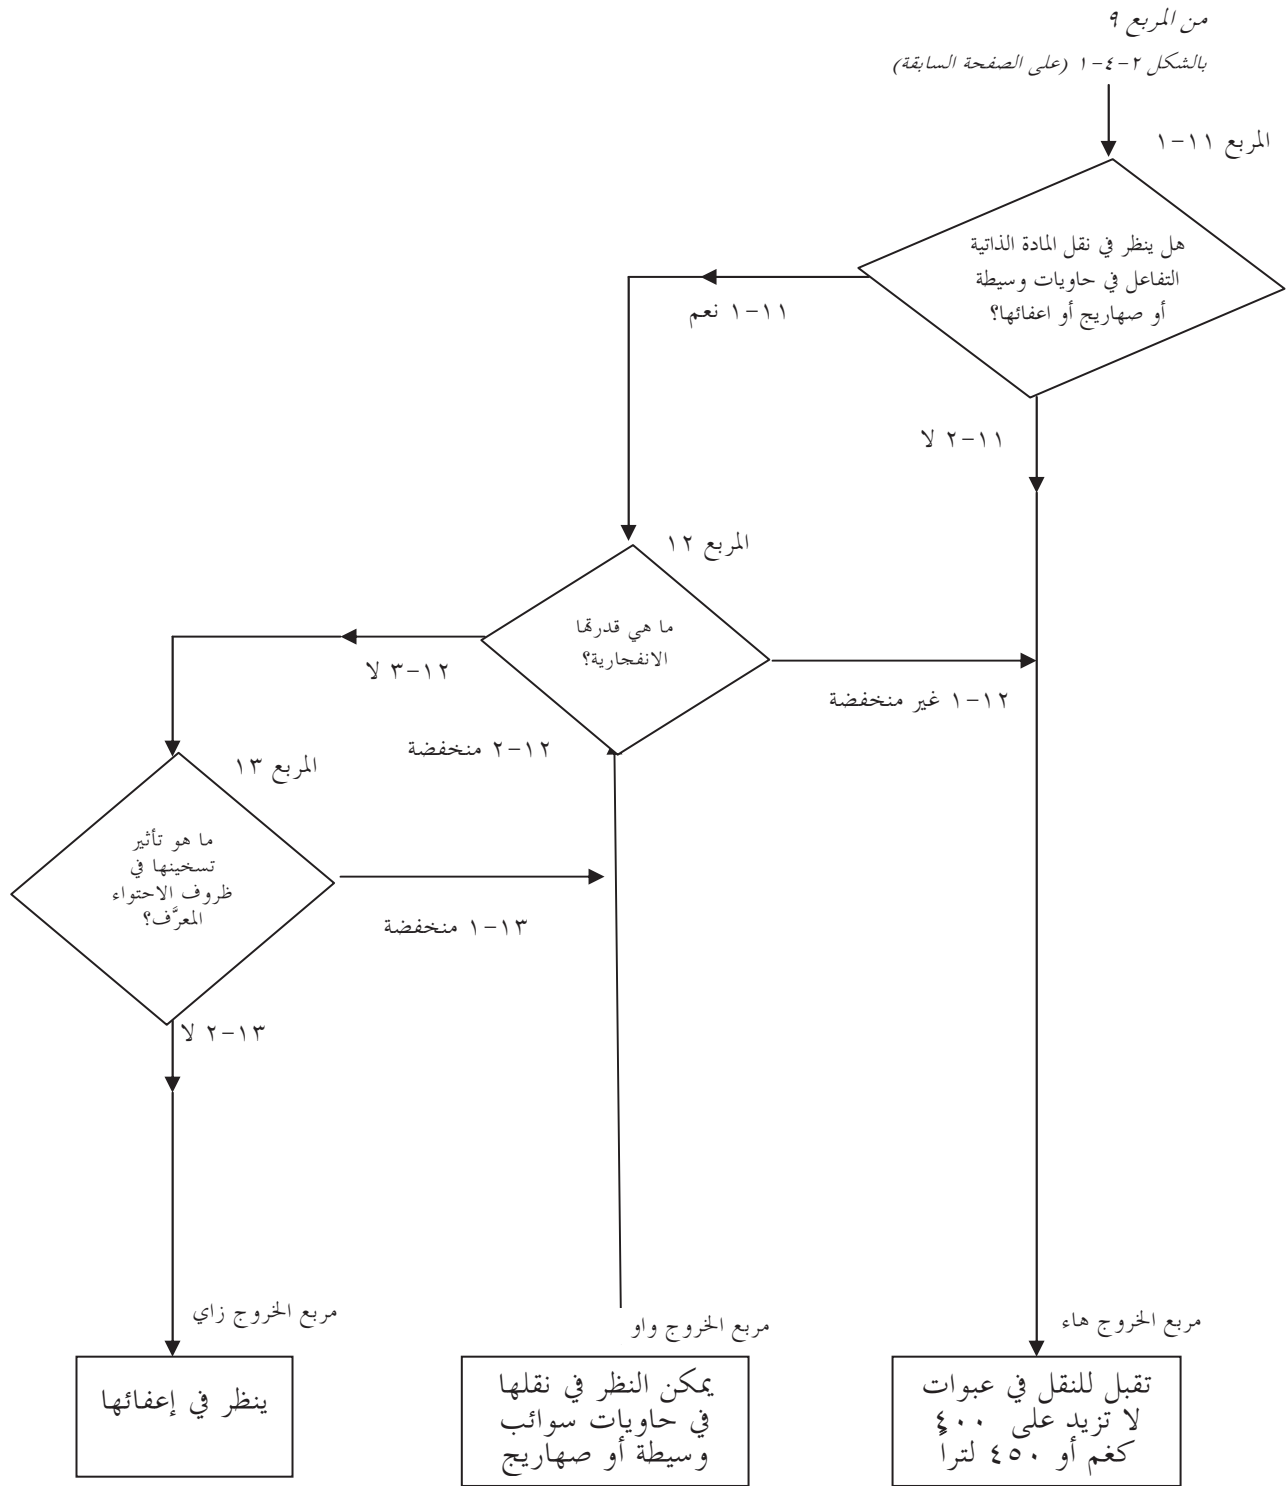 من المربع ٩
بالشكل ٢-٤-١ (على الصفحة السابقة)
المربع ١١-١
هل ينظر في نقل المادة الذاتية
التفاعل في حاويات وسيطة
أو صهاريج أو اعفائها؟
١١-١ نعم
١١-٢ لا
المربع ١٢
ما هي قدرتها
الانفجارية؟
١٢-٣ لا
١٢-١ غير منخفضة
١٢-٢ منخفضة
المربع ١٣
ما هو تأثير
تسخينها في
ظروف الاحتواء
المعرَّف؟
١٣-١ منخفضة
١٣-٢ لا
مربع الخروج هاء
تقبل للنقل في عبوات
لا تزيد على ٤٠٠
كغم أو ٤٥٠ لتراً
مربع الخروج واو
يمكن النظر في نقلها
في حاويات سوائب
وسيطة أو صهاريج
مربع الخروج زاي
ينظر في إعفائها